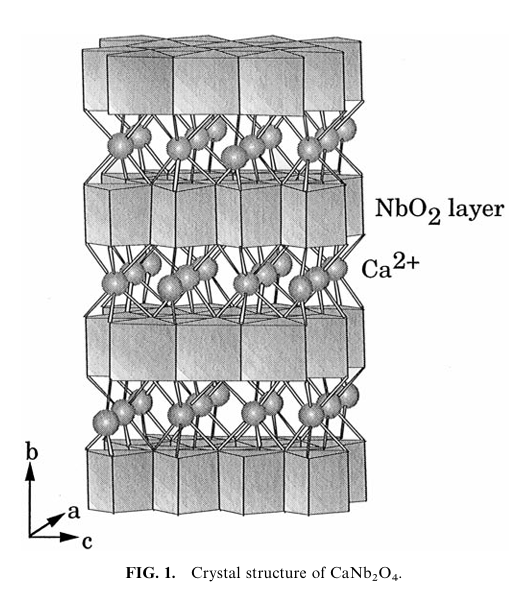 NbO2 layer
Ca2+
b
a
c
FIG. 1. Crystal structure of CaNb2O4.